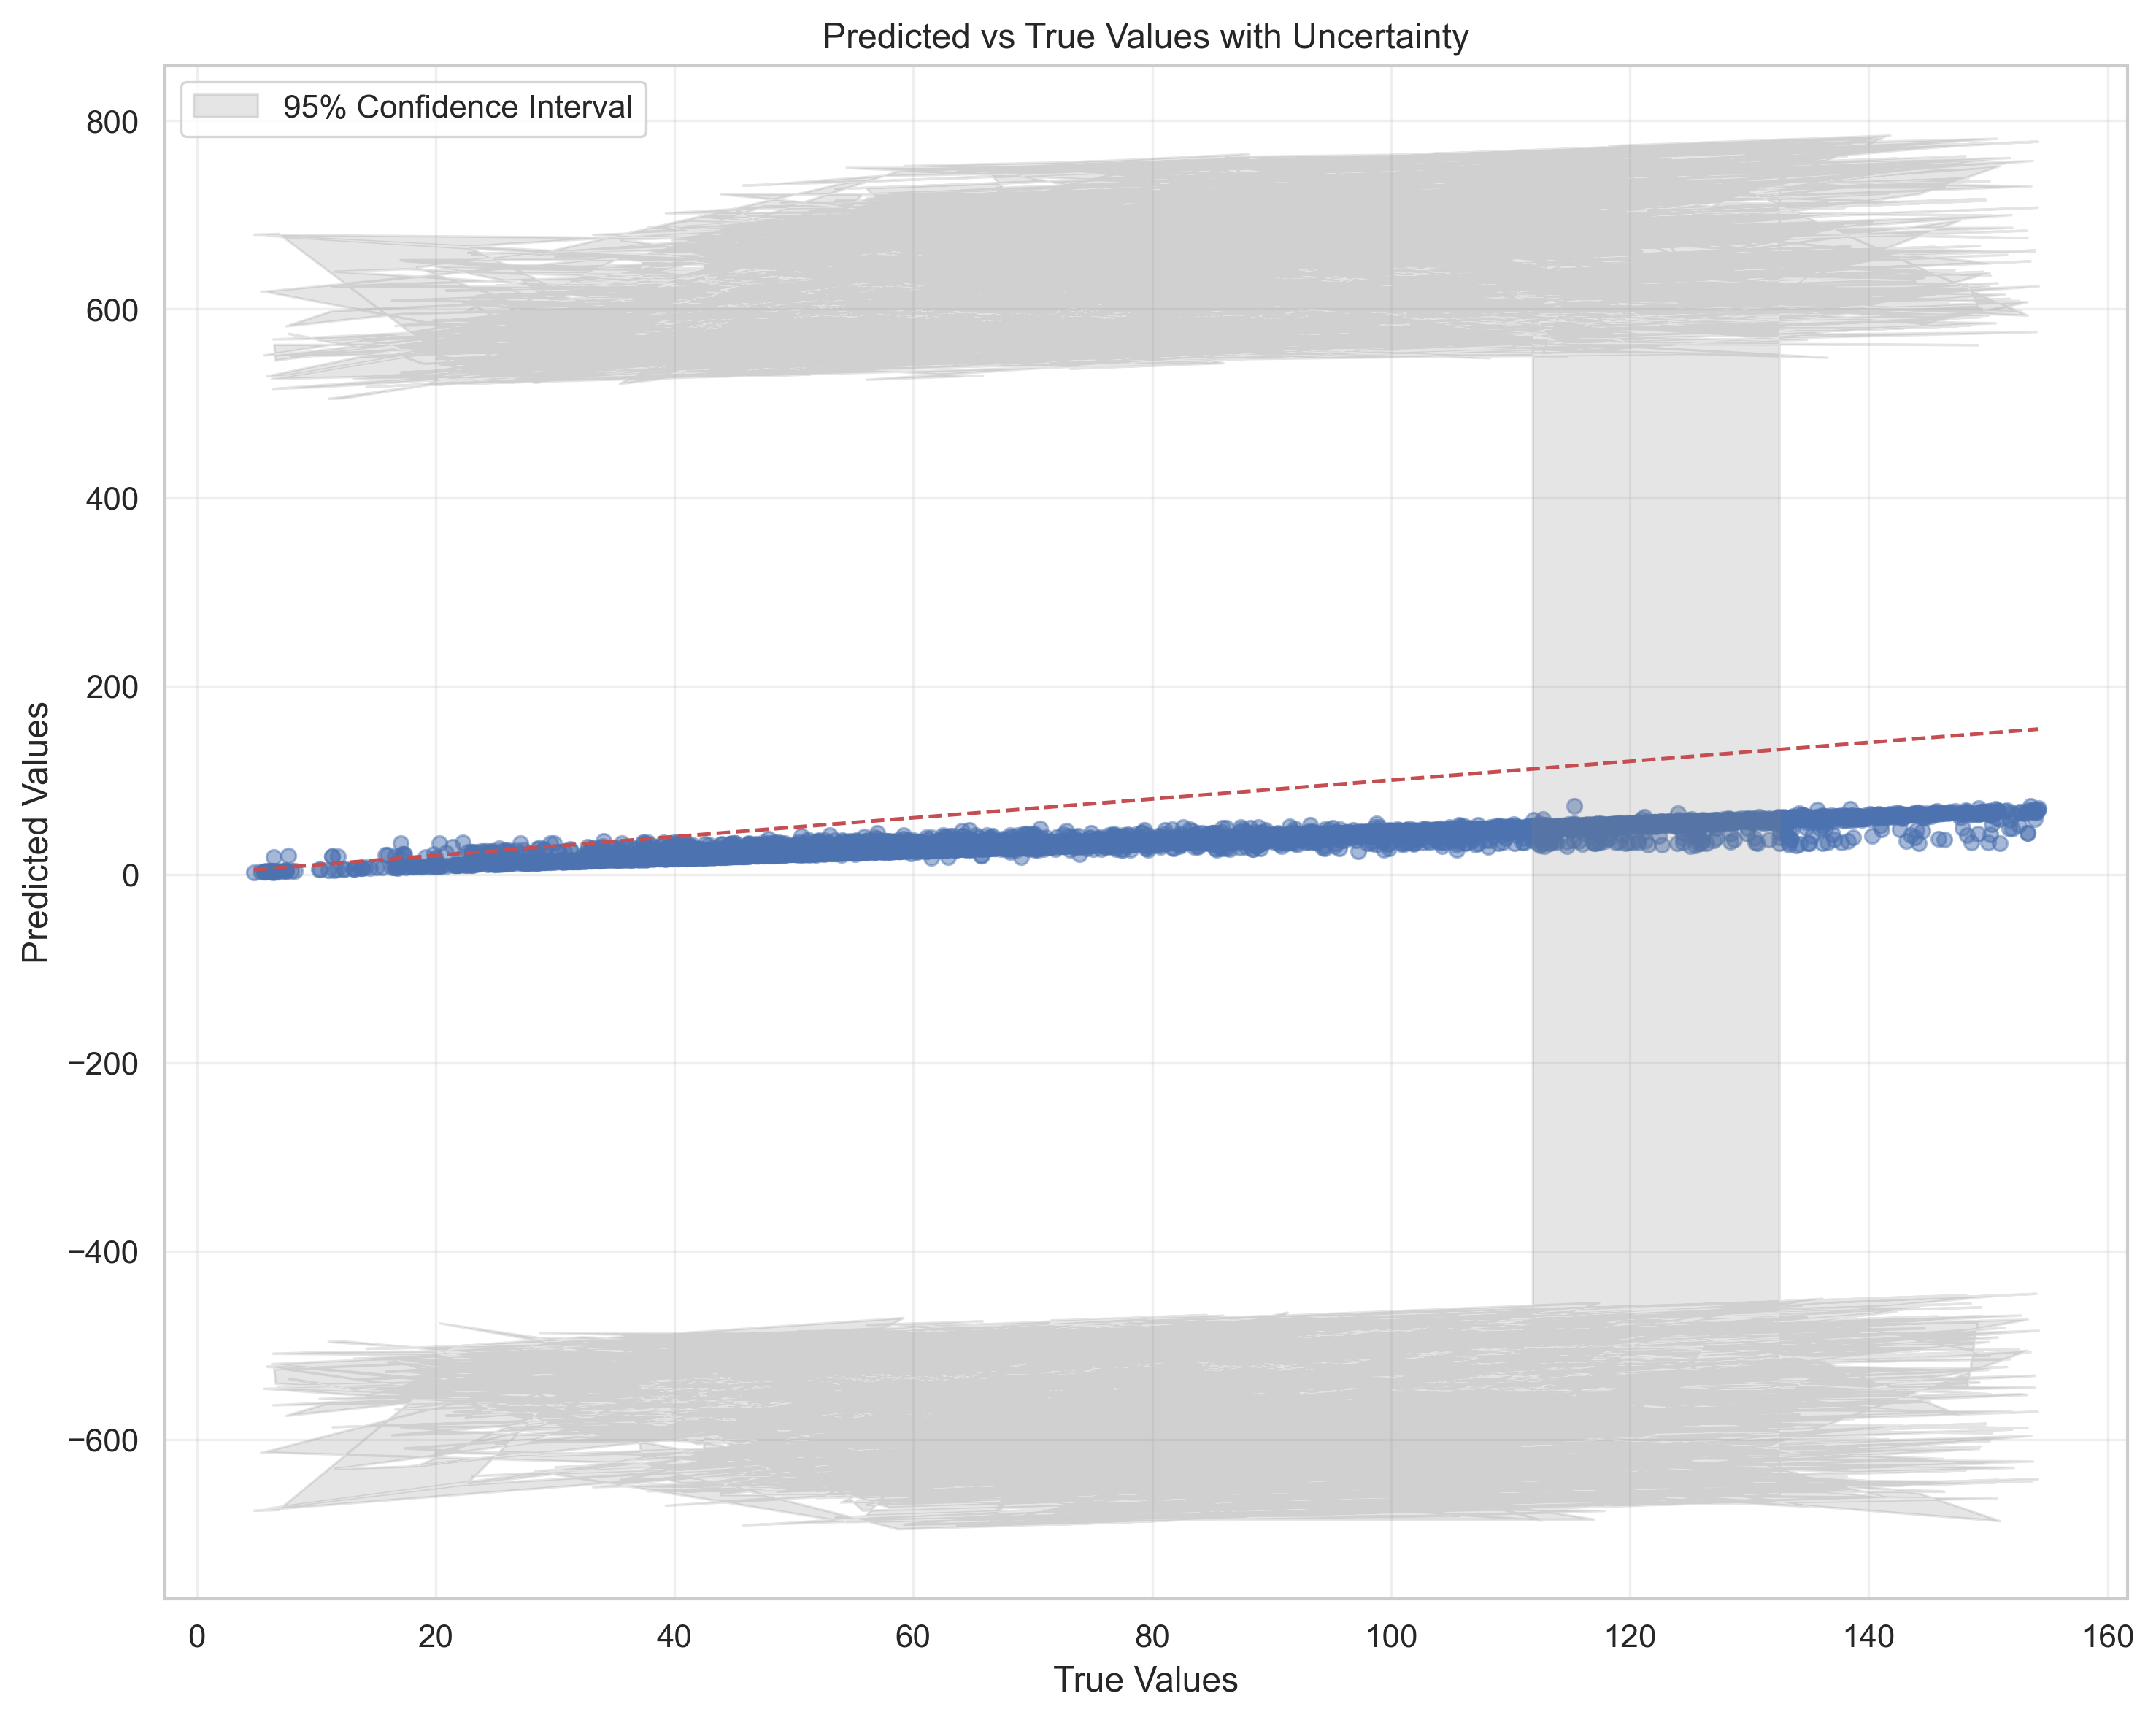 Predicted vs True Values with Uncertainty
95% Confidence Interval
800
600
400
200
0
−200
−400
−600
Predicted Values
0 20 40 60 80 100 120 140 160
True Values